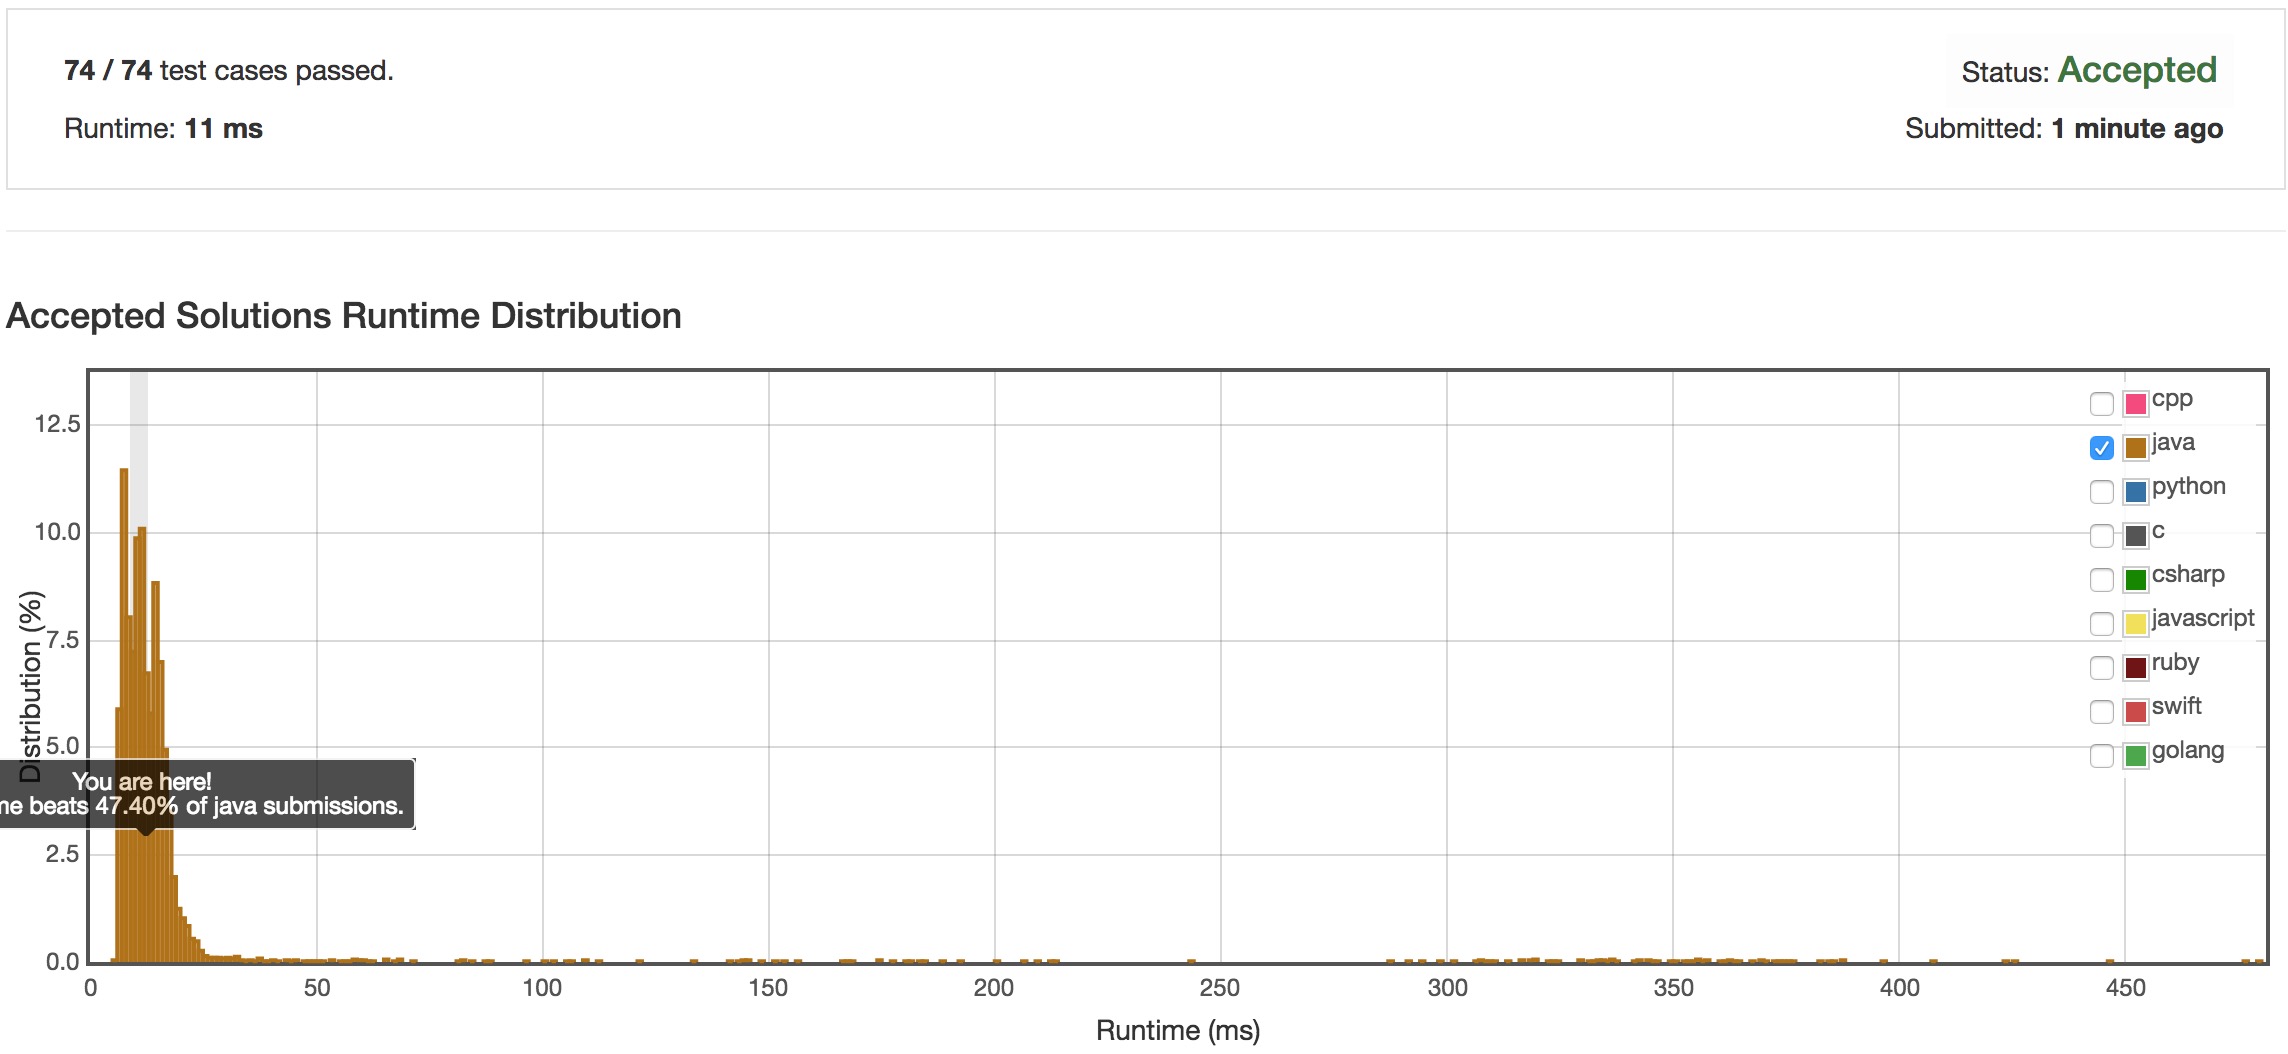 74 / 74 test cases passed.
Status: Accepted
Runtime: 11 ms
Submitted: 1 minute ago
Accepted Solutions Runtime Distribution
12.5
10.0
7.5
5.0
2.5
0.0
Distribution (%)
You are here!
beats 47.40% of java submissions.
cpp
java
python
c
csharp
javascript
ruby
swift
golang
0 50 100 150 200 250 300 350 400 450
Runtime (ms)